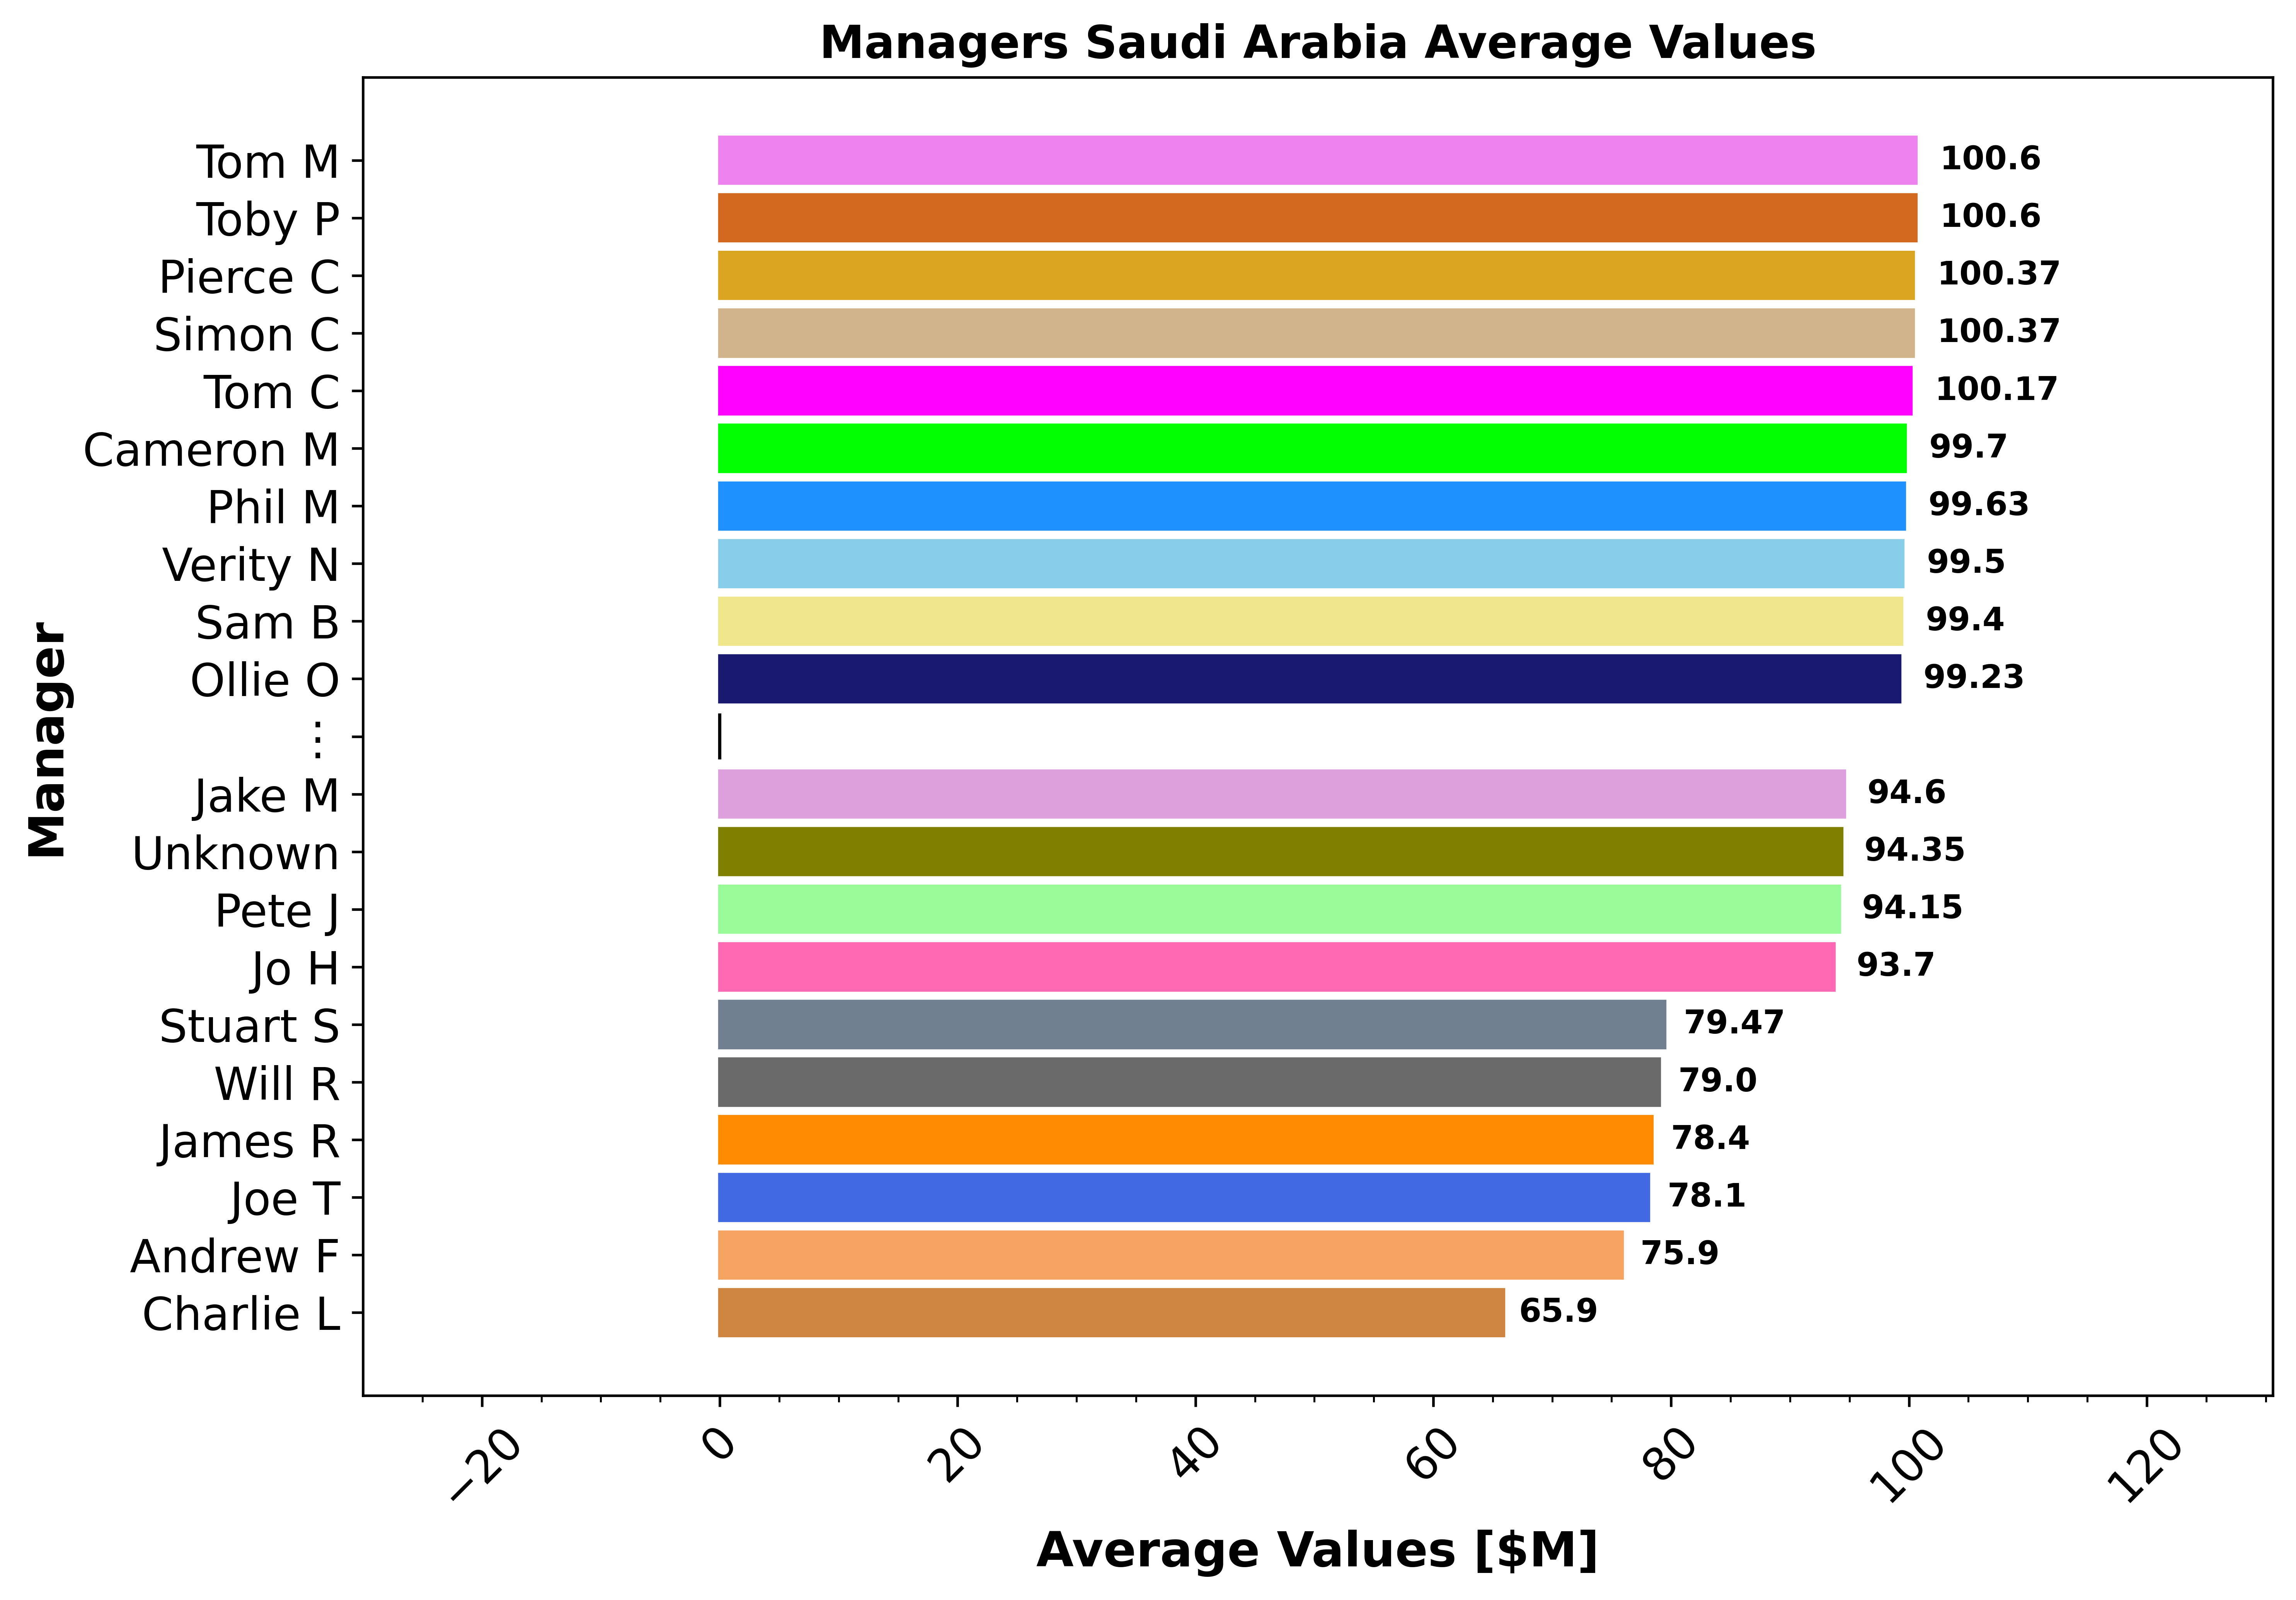 Managers Saudi Arabia Average Values
Manager
Tom M 100.6
Toby P 100.6
Pierce C 100.37
Simon C 100.37
Tom C 100.17
Cameron M 99.7
Phil M 99.63
Verity N 99.5
Sam B 99.4
Ollie O 99.23
⋮
Jake M 94.6
Unknown 94.35
Pete J 94.15
Jo H 93.7
Stuart S 79.47
Will R 79.0
James R 78.4
Joe T 78.1
Andrew F 75.9
Charlie L 65.9
−20 0 20 40 60 80 100 120
Average Values [$M]